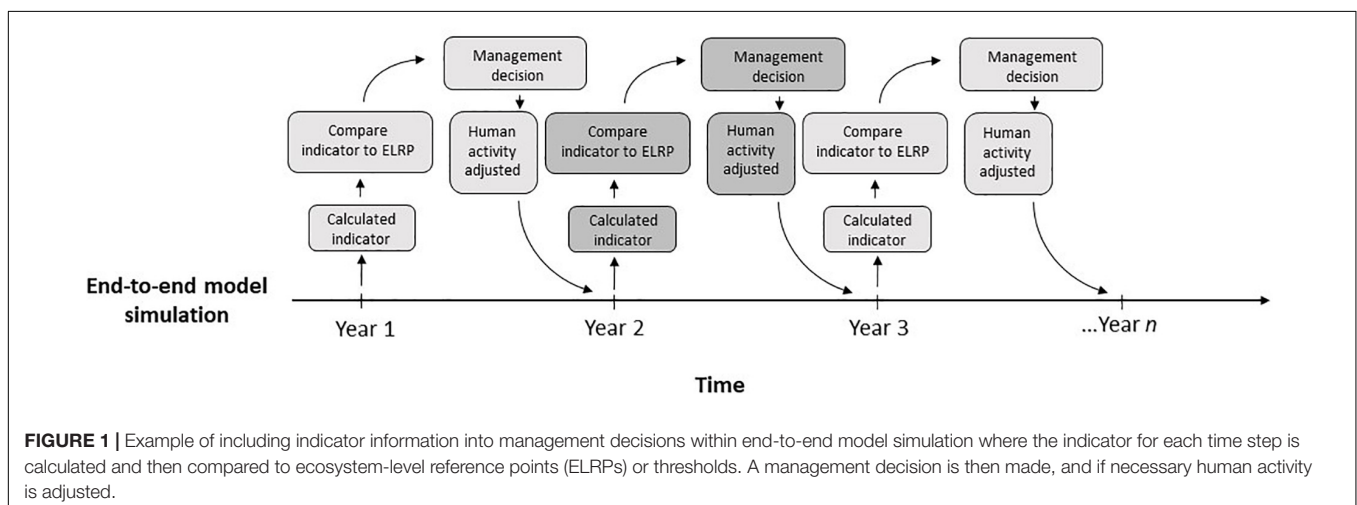 Management
decision
Management
decision
Management
decision
Compare
indicator to ELRP
Human
activity
adjusted
Compare
indicator to ELRP
Human
activity
adjusted
Compare
indicator to ELRP
Human
activity
adjusted
Calculated
indicator
Calculated
indicator
Calculated
indicator
End-to-end model
simulation
Year 1
Year 2
Year 3
...Year n
Time
FIGURE 1 | Example of including indicator information into management decisions within end-to-end model simulation where the indicator for each time step is
calculated and then compared to ecosystem-level reference points (ELRPs) or thresholds. A management decision is then made, and if necessary human activity
is adjusted.